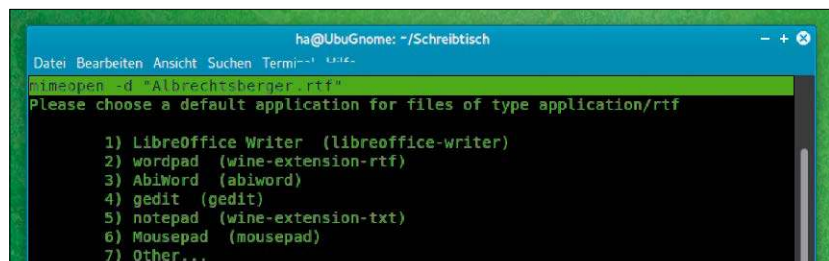 ha@UbuGnome: ~/Schreibtisch
Datei Bearbeiten Ansicht Suchen
mimeopen -d "Albrechtsberger.rtf"
Please choose a default application for files of type application/rtf
1) LibreOffice Writer (libreoffice-writer)
2) wordpad (wine-extension-rtf)
3) AbiWord (abiword)
4) gedit (gedit)
5) notepad (wine-extension-txt)
6) Mousepad (mousepad)
7) Other...